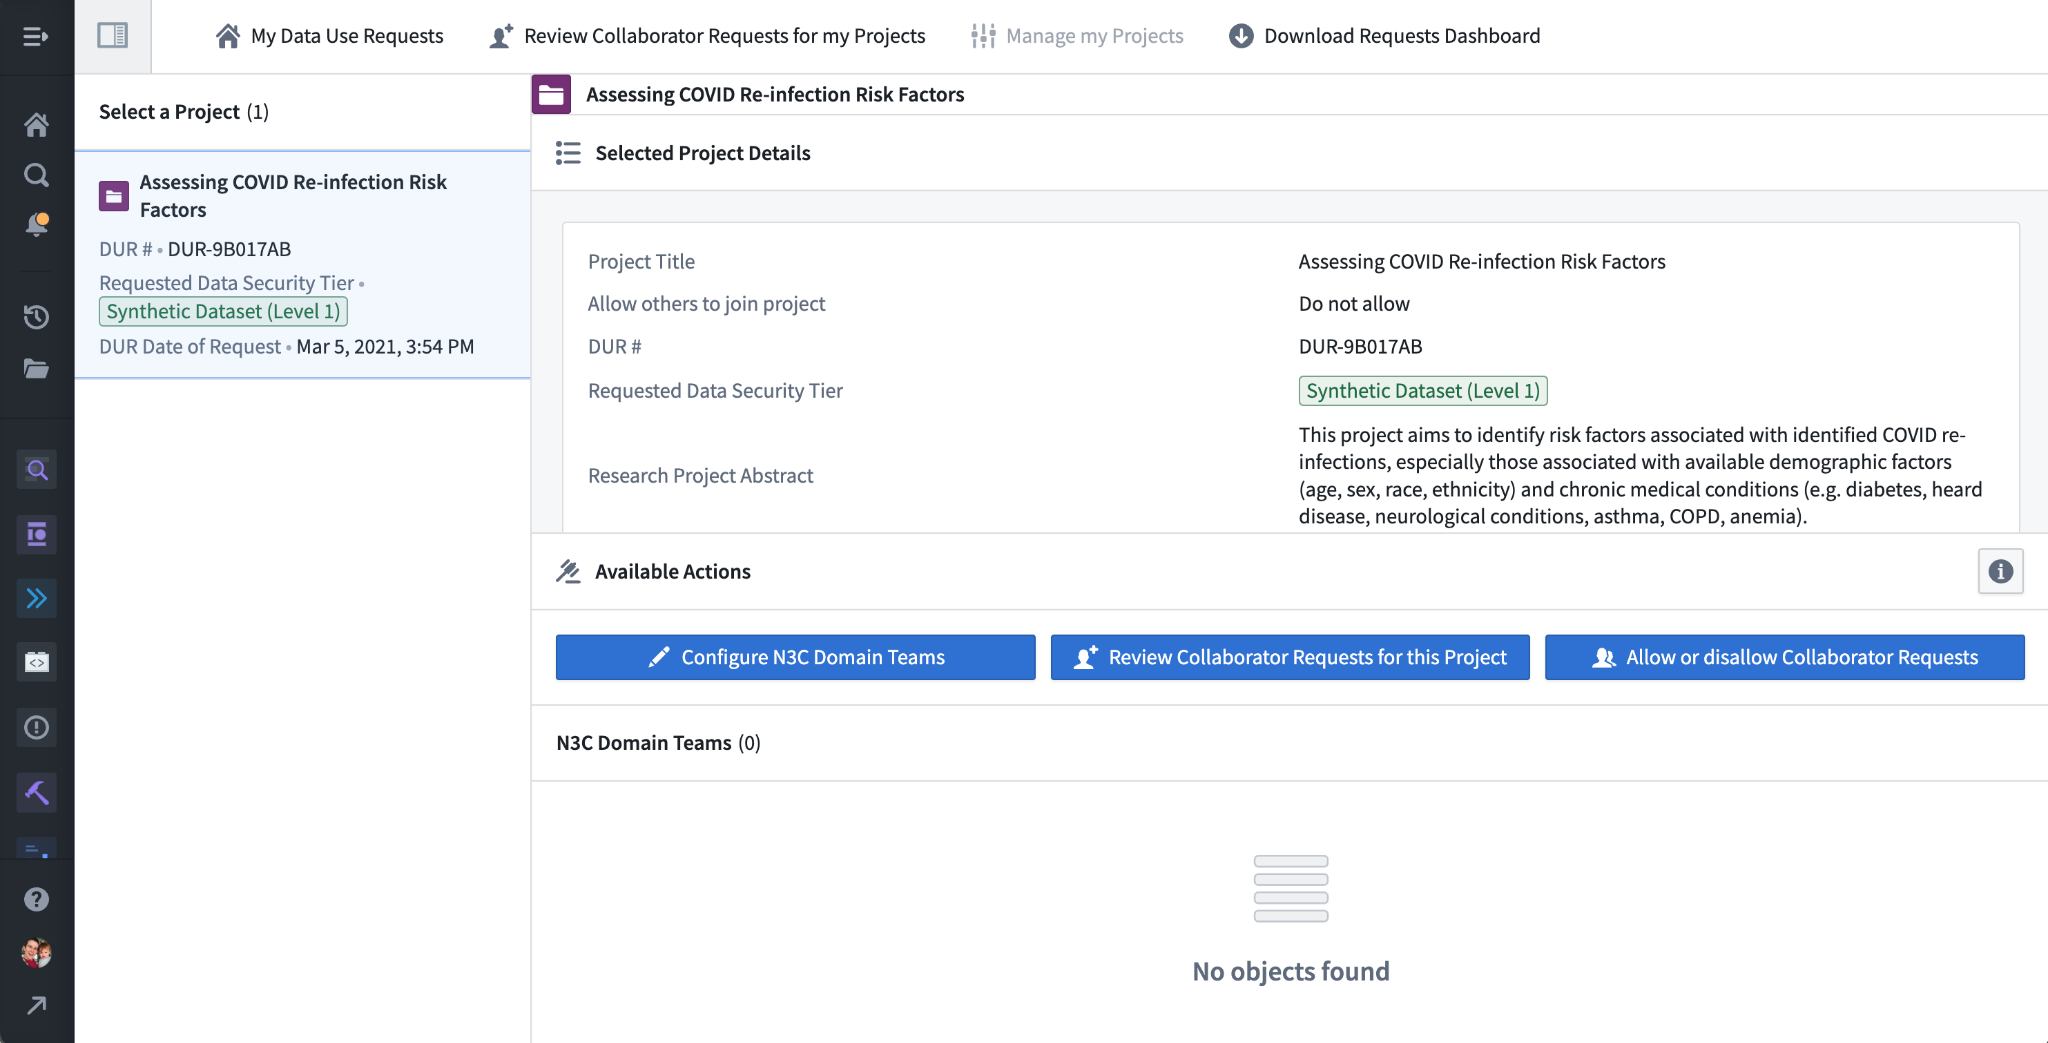 My Data Use Requests
Review Collaborator Requests for my Projects
Manage my Projects
Download Requests Dashboard
Select a Project (1)
Assessing COVID Re-infection Risk
Factors
DUR # • DUR-9B017AB
Requested Data Security Tier •
Synthetic Dataset (Level 1)
DUR Date of Request • Mar 5, 2021, 3:54 PM
Assessing COVID Re-infection Risk Factors
Selected Project Details
Project Title
Assessing COVID Re-infection Risk Factors
Allow others to join project
Do not allow
DUR #
DUR-9B017AB
Requested Data Security Tier
Synthetic Dataset (Level 1)
Research Project Abstract
This project aims to identify risk factors associated with identified COVID re-
infections, especially those associated with available demographic factors
(age, sex, race, ethnicity) and chronic medical conditions (e.g. diabetes, heard
disease, neurological conditions, asthma, COPD, anemia).
Available Actions
Configure N3C Domain Teams
Review Collaborator Requests for this Project
Allow or disallow Collaborator Requests
N3C Domain Teams (0)
No objects found